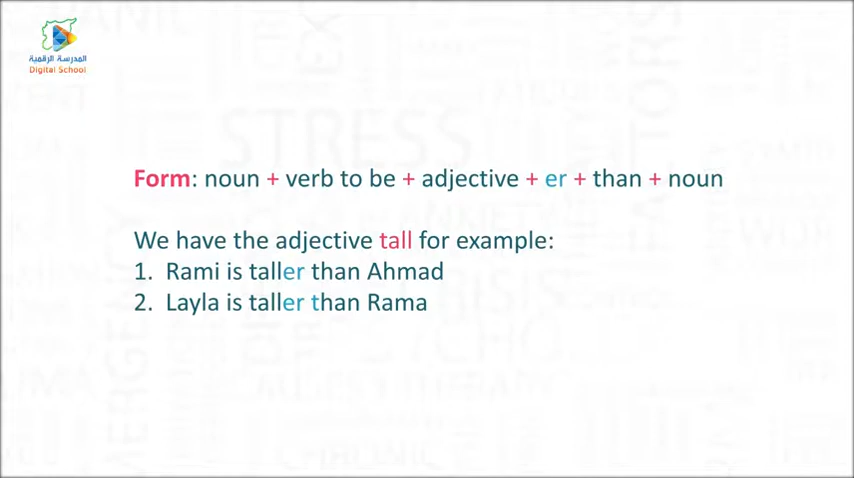 المدرسة الرقمية
Digital School
STRESS
Form: noun + verb to be + adjective + er + than + noun
We have the adjective tall for example:
1. Rami is taller than Ahmad
2. Layla is taller than Rama